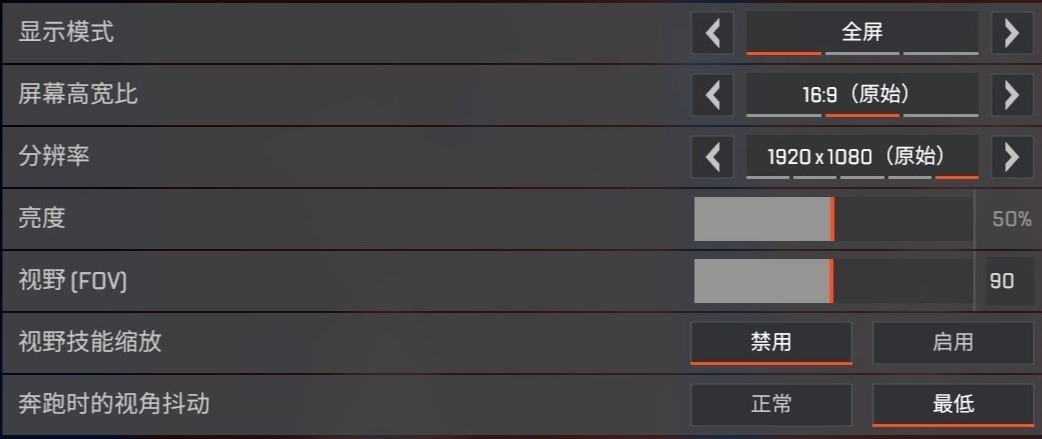 显示模式 全屏
屏幕高宽比 16:9（原始）
分辨率 1920x1080（原始）
亮度 50%
视野(FOV) 90
视野技能缩放 禁用 启用
奔跑时的视角抖动 正常 最低